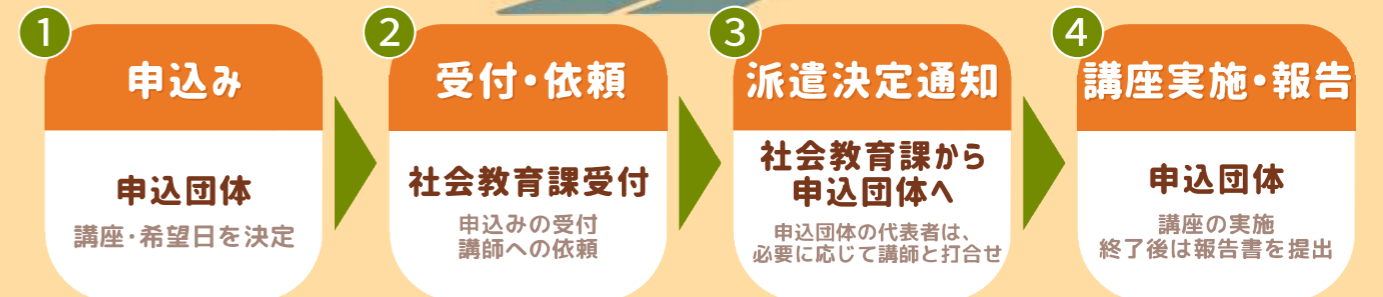 1
申込み
申込団体
講座・希望日を決定
2
受付・依頼
社会教育課受付
申込みの受付
講師への依頼
3
派遣決定通知
社会教育課から
申込団体へ
申込団体の代表者は、
必要に応じて講師と打合せ
4
講座実施・報告
申込団体
講座の実施
終了後は報告書を提出